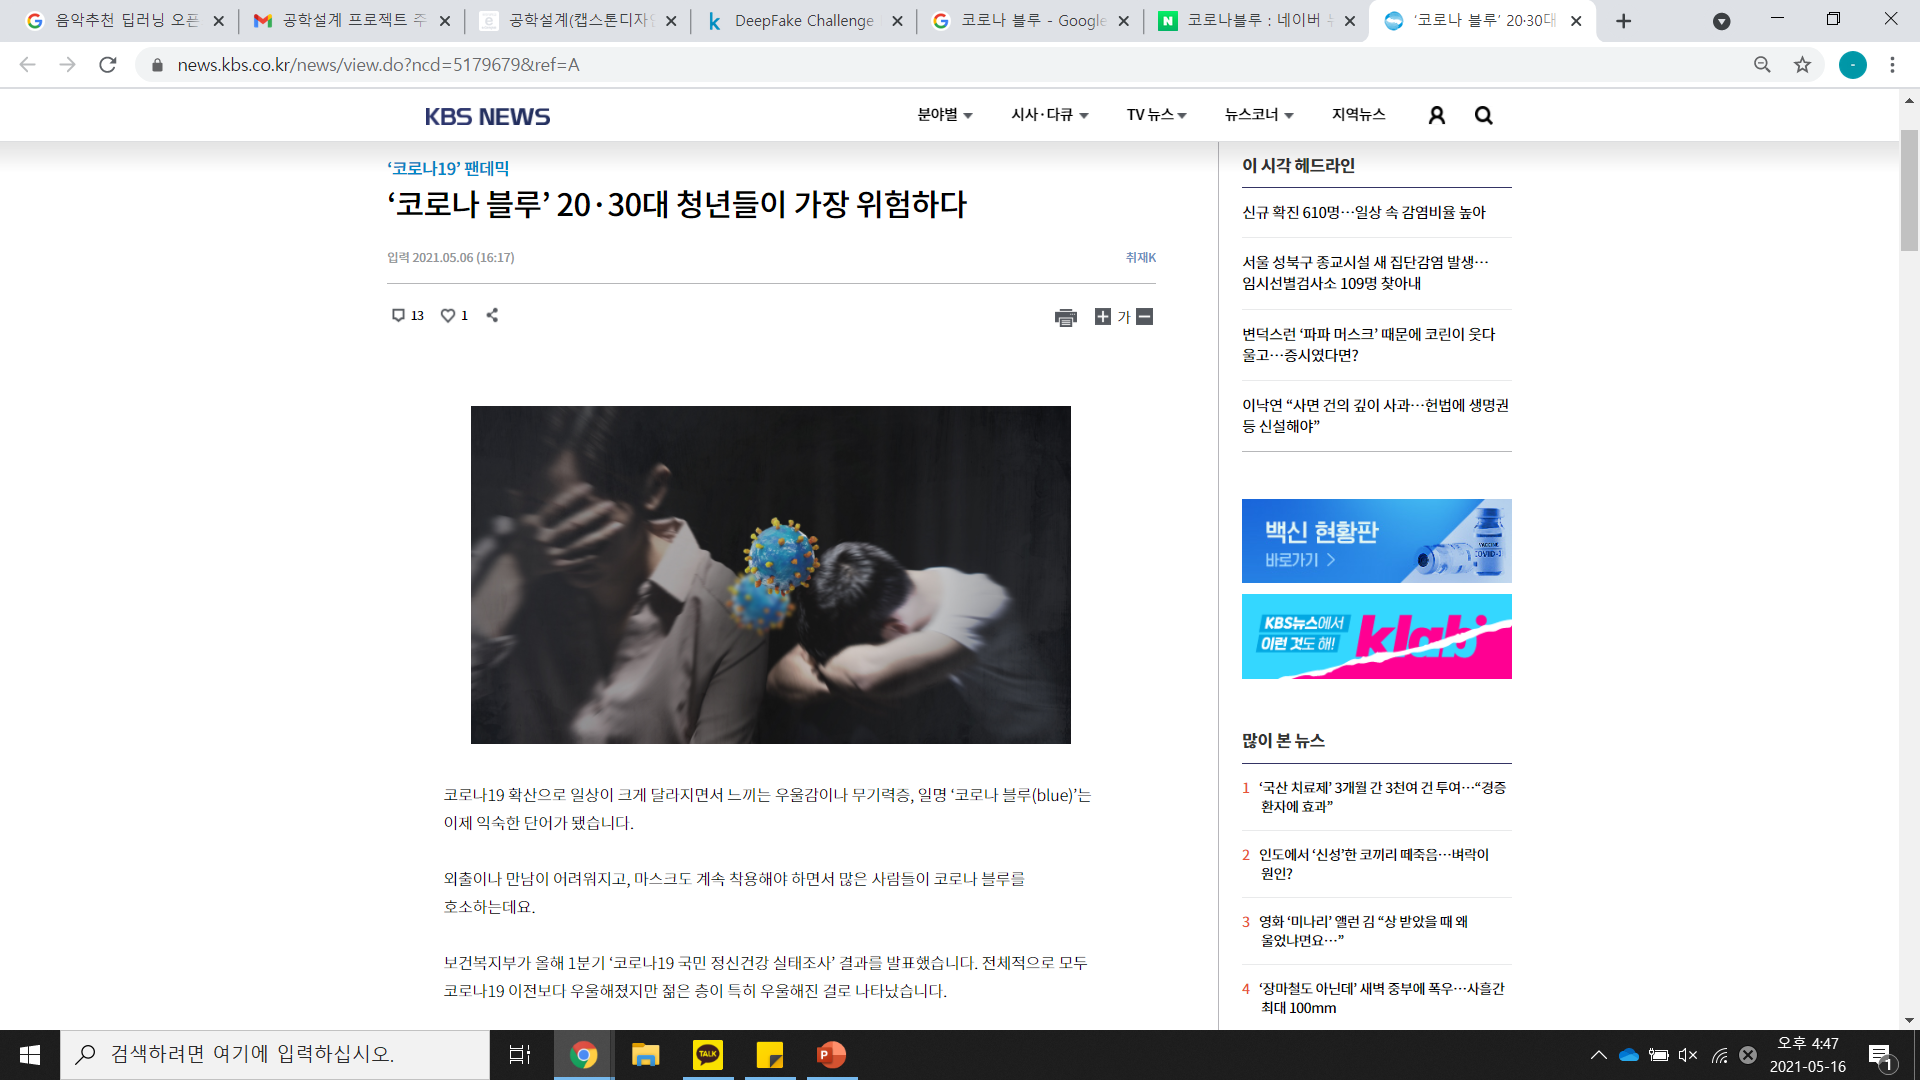 음악추천 딥러닝 오픈
공학설계 프로젝트 주
공학설계(캡스톤디자인
DeepFake Challenge
코로나 블루 - Google
코로나블루 : 네이버 뉴
‘코로나 블루’ 20·30대
news.kbs.co.kr/news/view.do?ncd=5179679&ref=A
KBS NEWS
분야별
시사·다큐
TV 뉴스
뉴스코너
지역뉴스
‘코로나19’ 팬데믹
‘코로나 블루’ 20·30대 청년들이 가장 위험하다
입력 2021.05.06 (16:17)
취재K
13
1
가
코로나19 확산으로 일상이 크게 달라지면서 느끼는 우울감이나 무기력증, 일명 ‘코로나 블루(blue)’는
이제 익숙한 단어가 됐습니다.
외출이나 만남이 어려워지고, 마스크도 계속 착용해야 하면서 많은 사람들이 코로나 블루를
호소하는데요.
보건복지부가 올해 1분기 ‘코로나19 국민 정신건강 실태조사’ 결과를 발표했습니다. 전체적으로 모두
코로나19 이전보다 우울해졌지만 젊은 층이 특히 우울해진 걸로 나타났습니다.
이 시각 헤드라인
신규 확진 610명…일상 속 감염비율 높아
서울 성북구 종교시설 새 집단감염 발생…
임시선별검사소 109명 찾아내
변덕스런 ‘파파 머스크’ 때문에 코린이 웃다
울고…증시였다면?
이낙연 “사면 건의 깊이 사과…헌법에 생명권
등 신설해야”
백신 현황판
바로가기 >
VACCINE
COVID-1
KBS뉴스에서
이런 것도 해!
klab
많이 본 뉴스
1 ‘국산 치료제’ 3개월 간 3천여 건 투여…“경증
환자에 효과”
2 인도에서 ‘신성’한 코끼리 떼죽음…벼락이
원인?
3 영화 ‘미나리’ 앨런 김 “상 받았을 때 왜
울었냐면요…”
4 ‘장마철도 아닌데’ 새벽 중부에 폭우…사흘간
최대 100mm
검색하려면 여기에 입력하십시오.
TALK
오후 4:47
2021-05-16
1